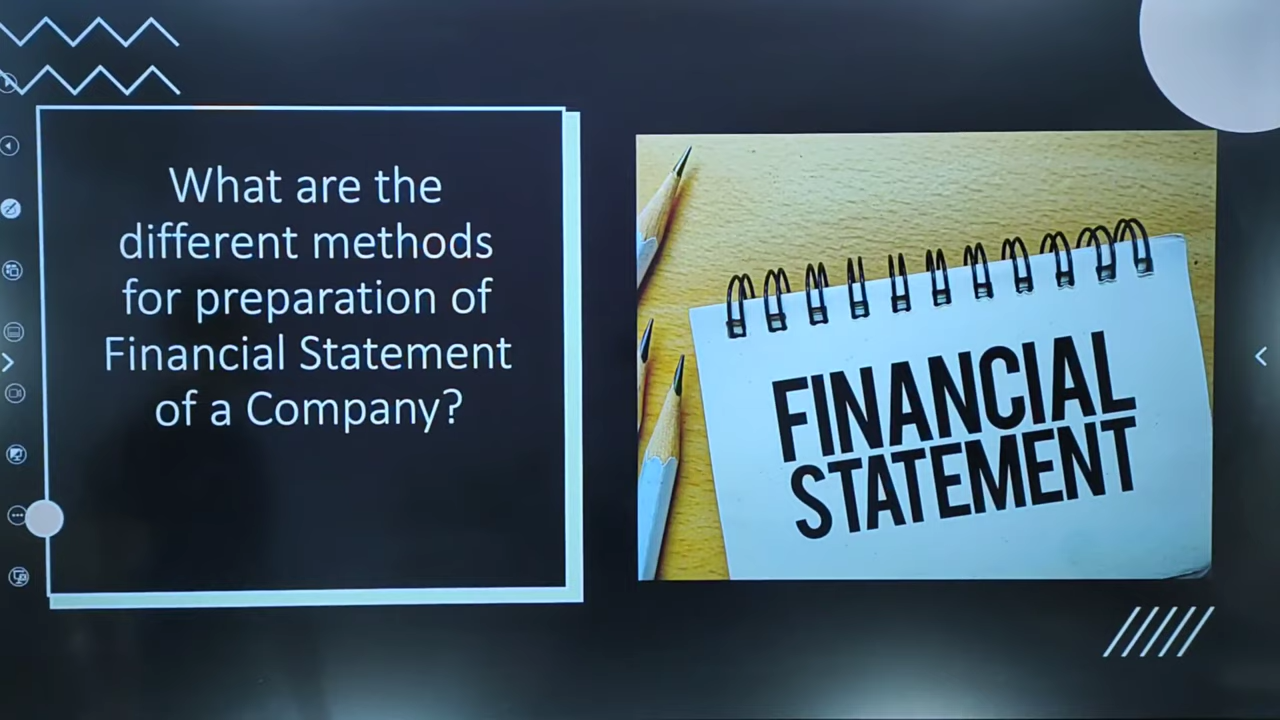 What are the
different methods
for preparation of
Financial Statement
of a Company?
FINANCIAL
STATEMENT